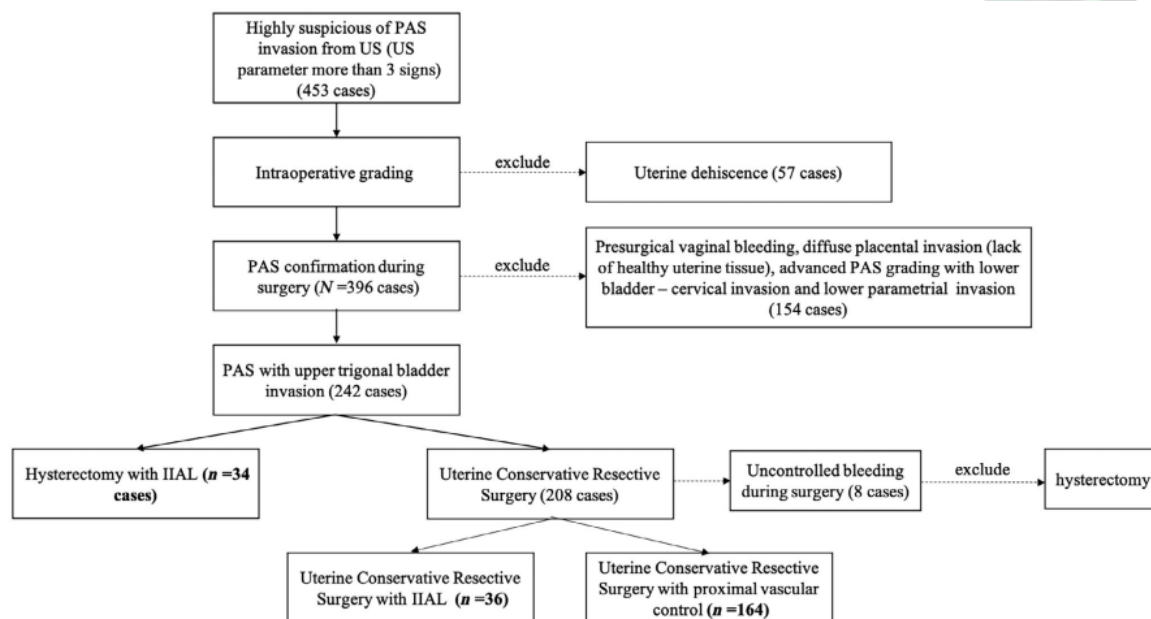 Highly suspicious of PAS
invasion from US (US
parameter more than 3 signs)
(453 cases)
Intraoperative grading
exclude
Uterine dehiscence (57 cases)
PAS confirmation during
surgery (N =396 cases)
exclude
Presurgical vaginal bleeding, diffuse placental invasion (lack
of healthy uterine tissue), advanced PAS grading with lower
bladder – cervical invasion and lower parametrial invasion
(154 cases)
PAS with upper trigonal bladder
invasion (242 cases)
Hysterectomy with IIAL (n =34
cases)
Uterine Conservative Resective
Surgery (208 cases)
Uncontrolled bleeding
during surgery (8 cases)
exclude
hysterectomy
Uterine Conservative Resective
Surgery with IIAL (n =36)
Uterine Conservative Resective
Surgery with proximal vascular
control (n =164)